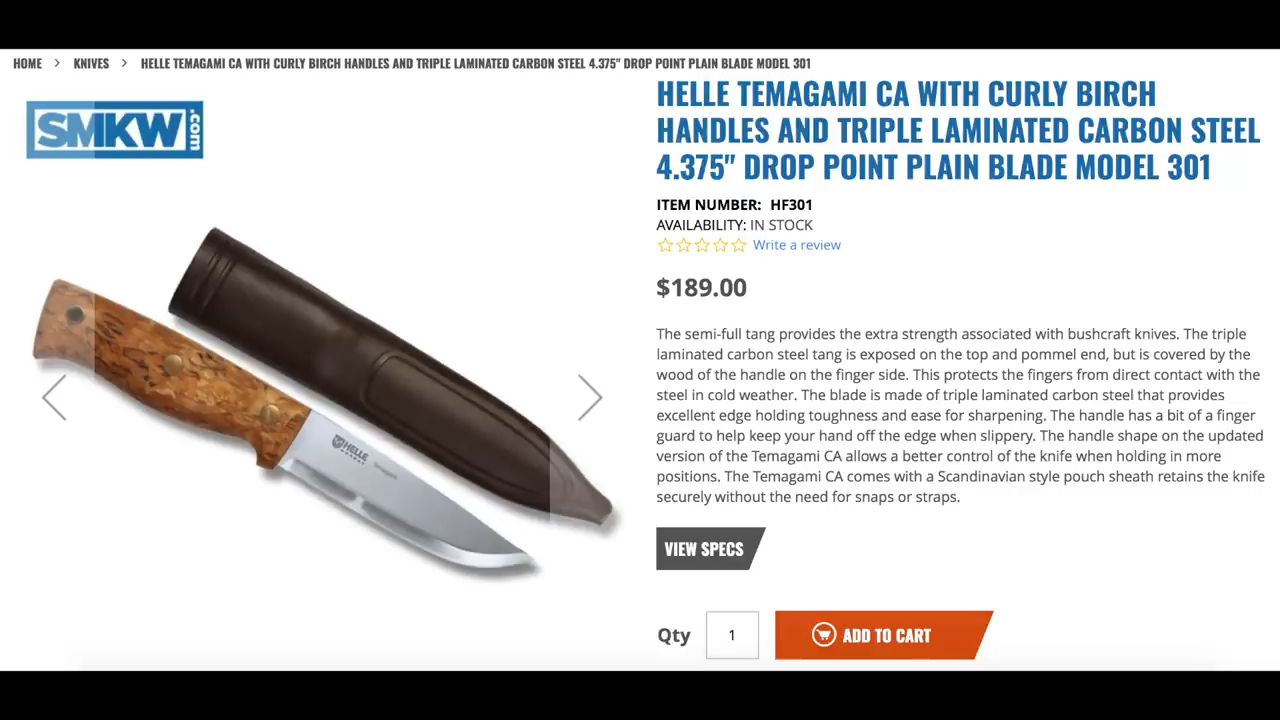 HOME > KNIVES > HELLE TEMAGAMI CA WITH CURLY BIRCH HANDLES AND TRIPLE LAMINATED CARBON STEEL 4.375" DROP POINT PLAIN BLADE MODEL 301
SMKW.com
HELLE TEMAGAMI CA WITH CURLY BIRCH
HANDLES AND TRIPLE LAMINATED CARBON STEEL
4.375" DROP POINT PLAIN BLADE MODEL 301
ITEM NUMBER: HF301
AVAILABILITY: IN STOCK
Write a review
$189.00
The semi-full tang provides the extra strength associated with bushcraft knives. The triple
laminated carbon steel tang is exposed on the top and pommel end, but is covered by the
wood of the handle on the finger side. This protects the fingers from direct contact with the
steel in cold weather. The blade is made of triple laminated carbon steel that provides
excellent edge holding toughness and ease for sharpening. The handle has a bit of a finger
guard to help keep your hand off the edge when slippery. The handle shape on the updated
version of the Temagami CA allows a better control of the knife when holding in more
positions. The Temagami CA comes with a Scandinavian style pouch sheath retains the knife
securely without the need for snaps or straps.
HELLE
Temagami
VIEW SPECS
Qty 1 ADD TO CART